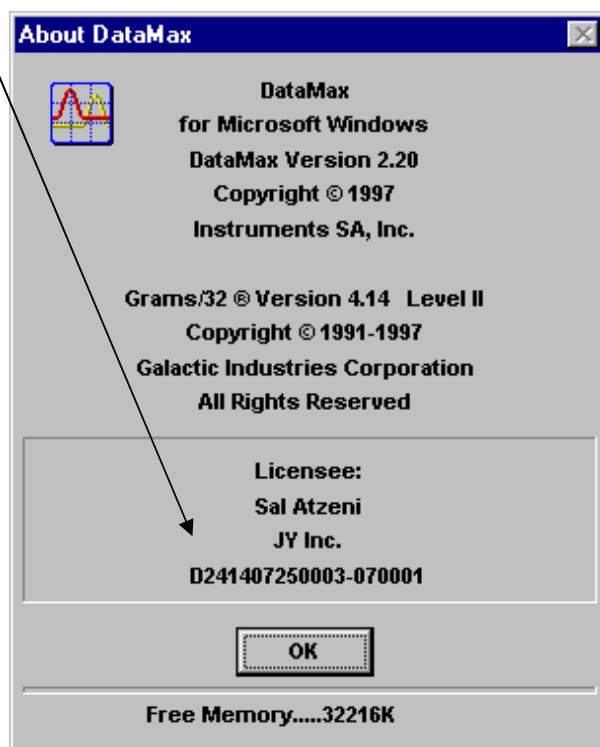 About DataMax
DataMax
for Microsoft Windows
DataMax Version 2.20
Copyright © 1997
Instruments SA, Inc.
Grams/32 ® Version 4.14 Level II
Copyright © 1991-1997
Galactic Industries Corporation
All Rights Reserved
Licensee:
Sal Atzeni
JY Inc.
D241407250003-070001
OK
Free Memory.....32216K